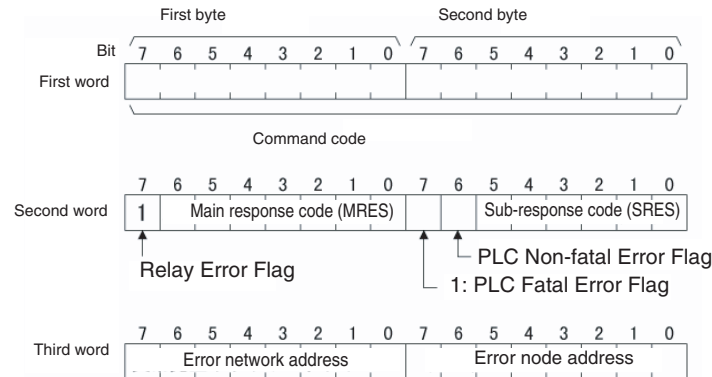 First byte Second byte
Bit 7 6 5 4 3 2 1 0 7 6 5 4 3 2 1 0
First word
Command code
7 6 5 4 3 2 1 0 7 6 5 4 3 2 1 0
Second word 1 Main response code (MRES) Sub-response code (SRES)
PLC Non-fatal Error Flag
Relay Error Flag
1: PLC Fatal Error Flag
7 6 5 4 3 2 1 0 7 6 5 4 3 2 1 0
Third word
Error network address Error node address